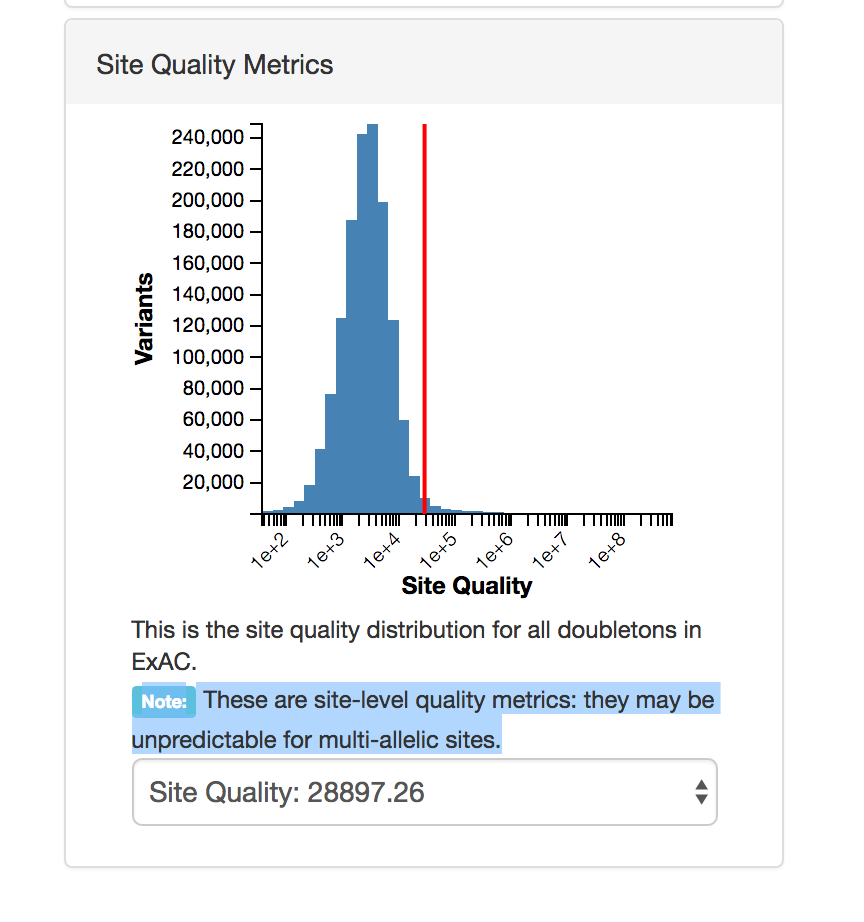 Site Quality Metrics
240,000
220,000
200,000
180,000
160,000
140,000
120,000
100,000
80,000
60,000
40,000
20,000
Variants
1e+2
1e+3
1e+4
1e+5
1e+6
1e+7
1e+8
Site Quality
This is the site quality distribution for all doubletons in
ExAC.
Note: These are site-level quality metrics: they may be
unpredictable for multi-allelic sites.
Site Quality: 28897.26